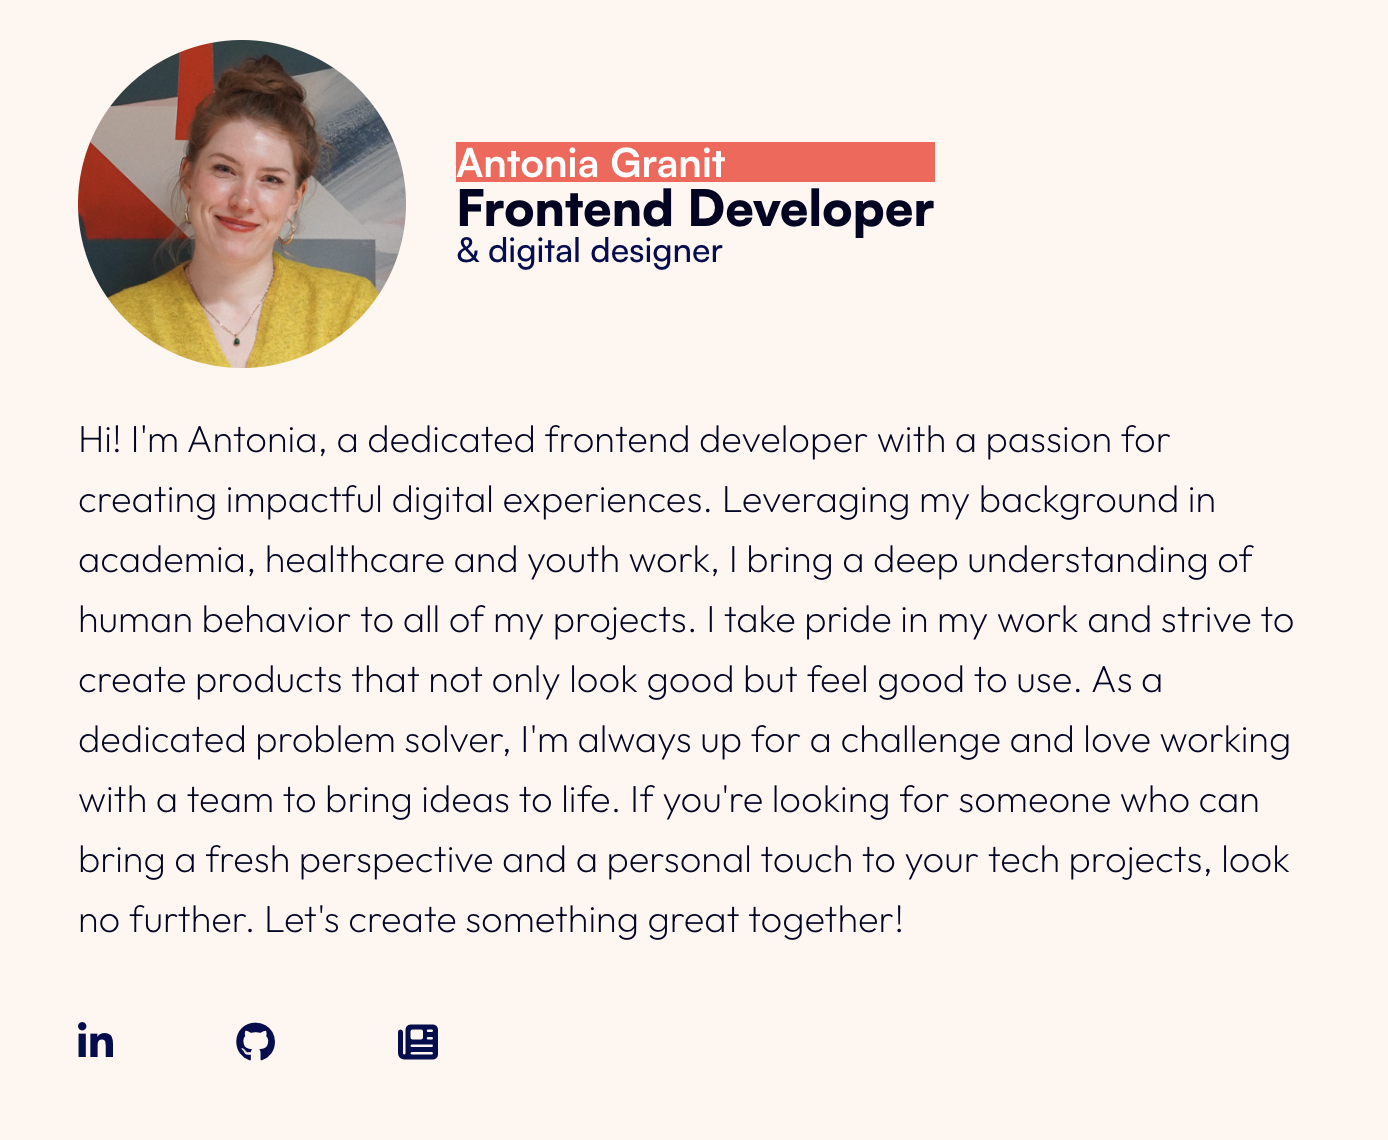 Antonia Granit
Frontend Developer
& digital designer
Hi! I'm Antonia, a dedicated frontend developer with a passion for
creating impactful digital experiences. Leveraging my background in
academia, healthcare and youth work, I bring a deep understanding of
human behavior to all of my projects. I take pride in my work and strive to
create products that not only look good but feel good to use. As a
dedicated problem solver, I'm always up for a challenge and love working
with a team to bring ideas to life. If you're looking for someone who can
bring a fresh perspective and a personal touch to your tech projects, look
no further. Let's create something great together!
in